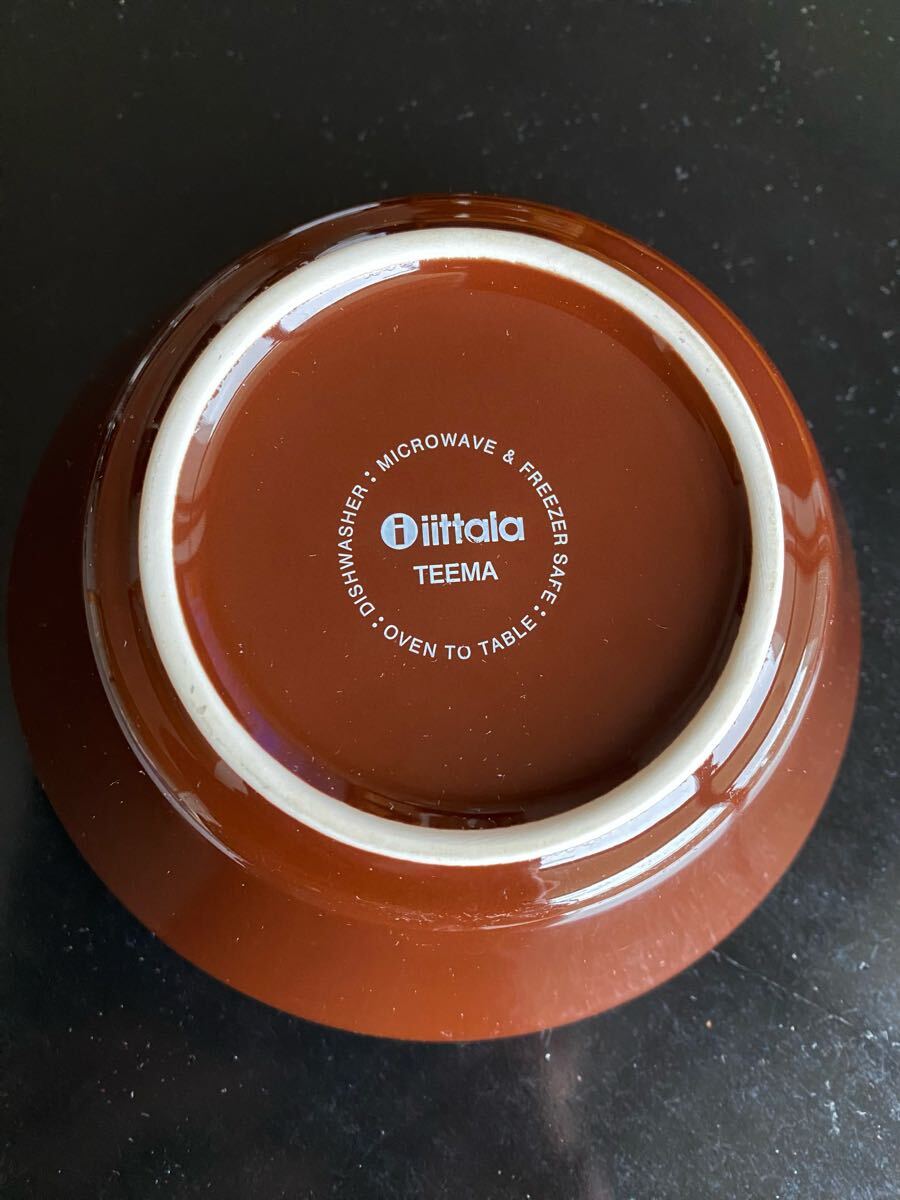 DISHWASHER : MICROWAVE & FREEZER SAFE : OVEN TO TABLE :
i iittala
TEEMA